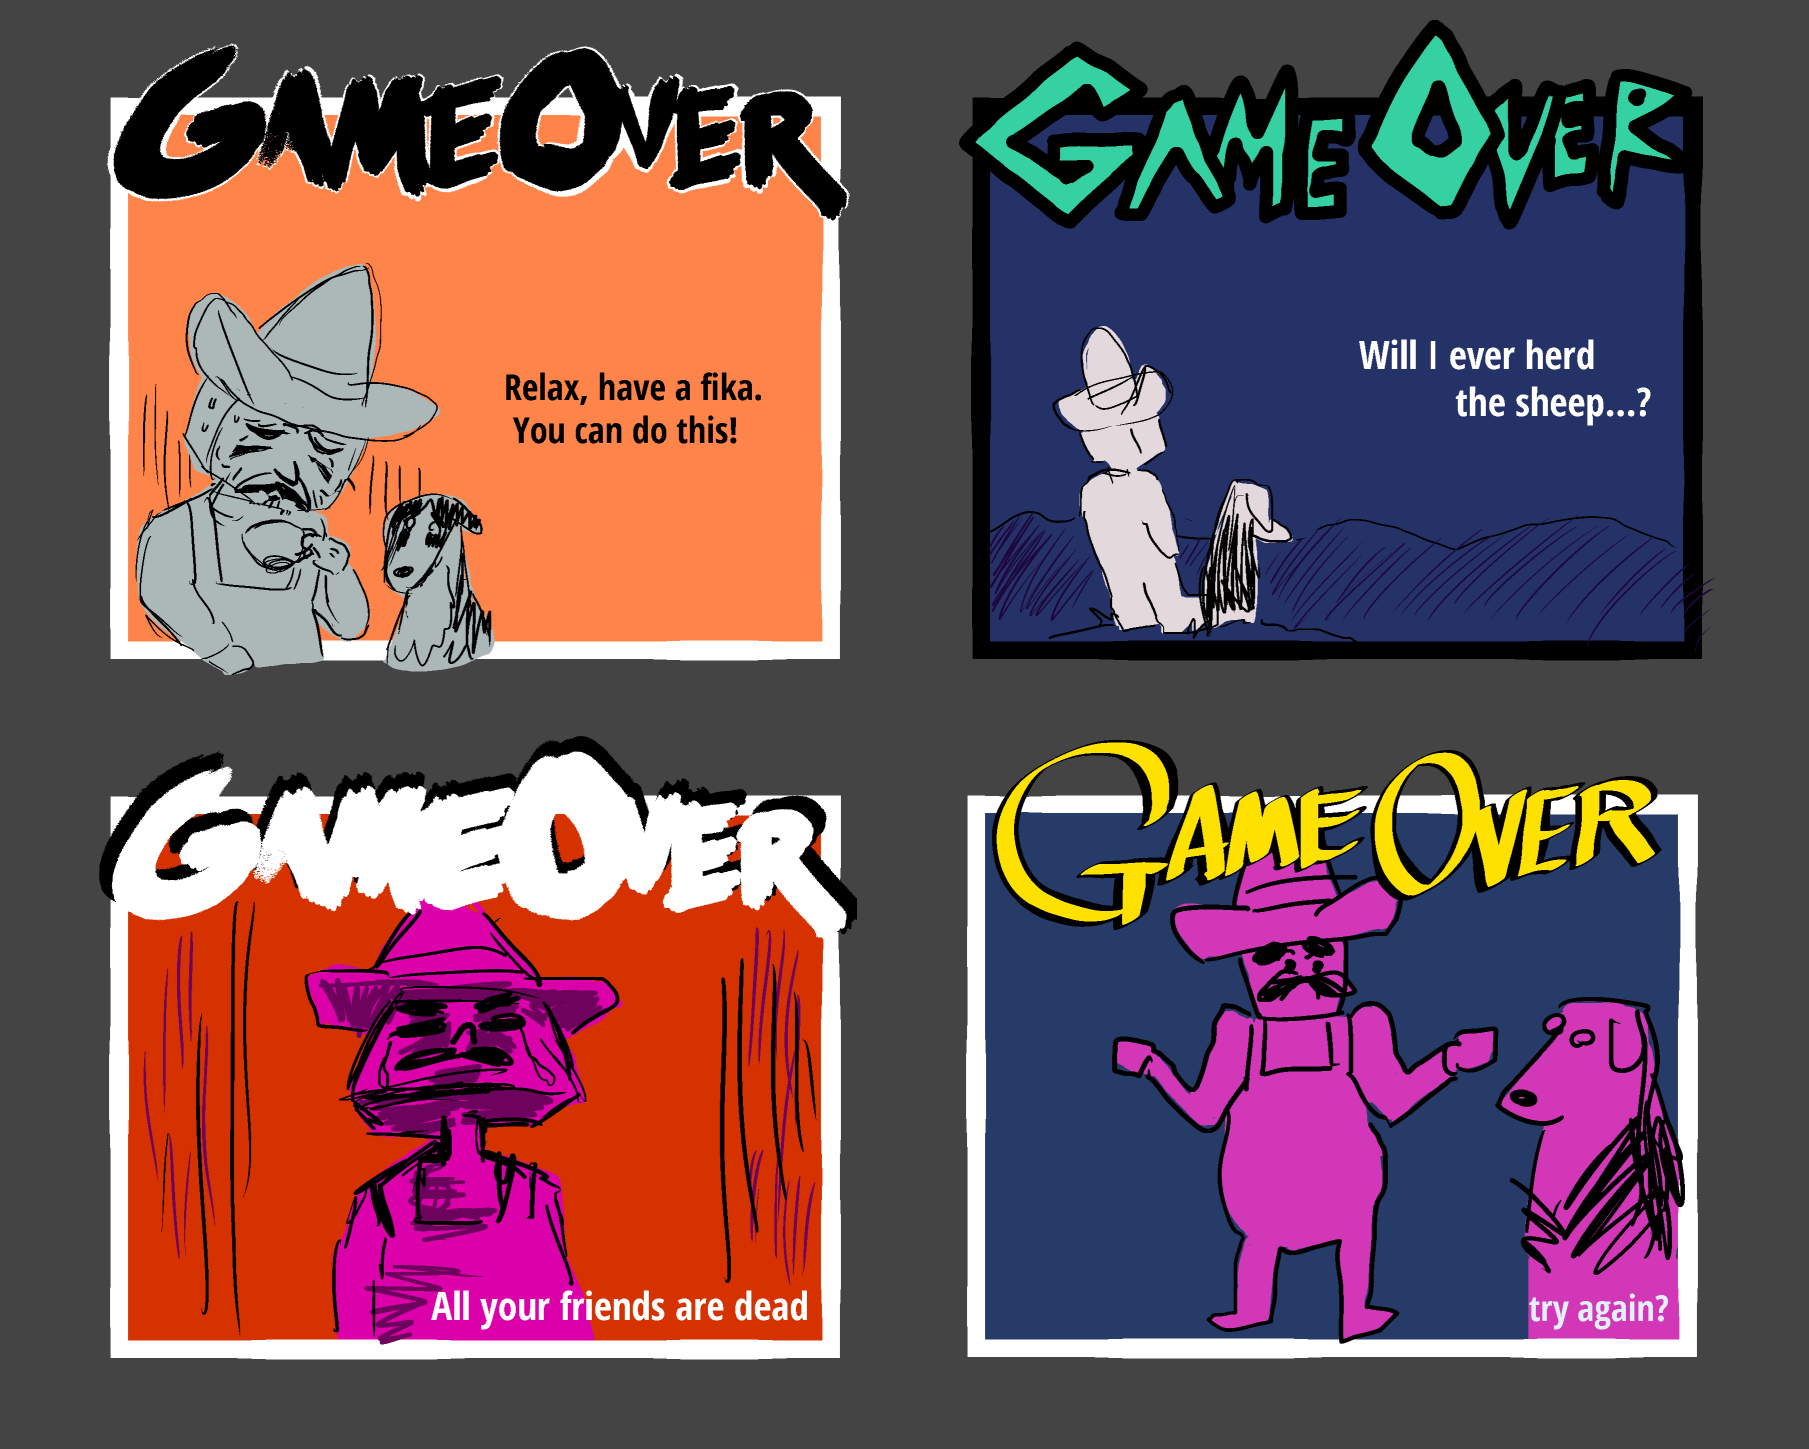 GAME OVER
Relax, have a fika.
You can do this!
GAME OVER
Will I ever herd
the sheep...?
GAME OVER
All your friends are dead
GAME OVER
try again?